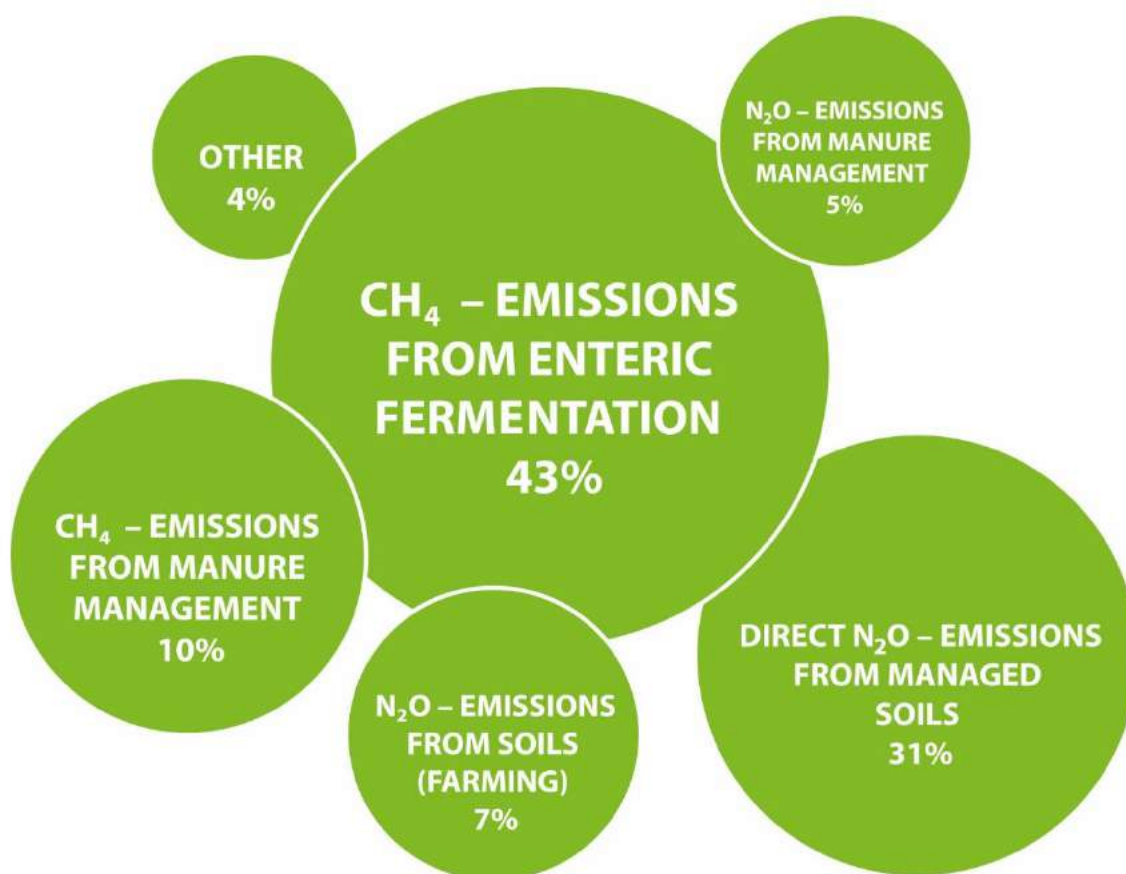 OTHER
4%
N₂O – EMISSIONS
FROM MANURE
MANAGEMENT
5%
CH₄ – EMISSIONS
FROM ENTERIC
FERMENTATION
43%
CH₄ – EMISSIONS
FROM MANURE
MANAGEMENT
10%
N₂O – EMISSIONS
FROM SOILS
(FARMING)
7%
DIRECT N₂O – EMISSIONS
FROM MANAGED
SOILS
31%